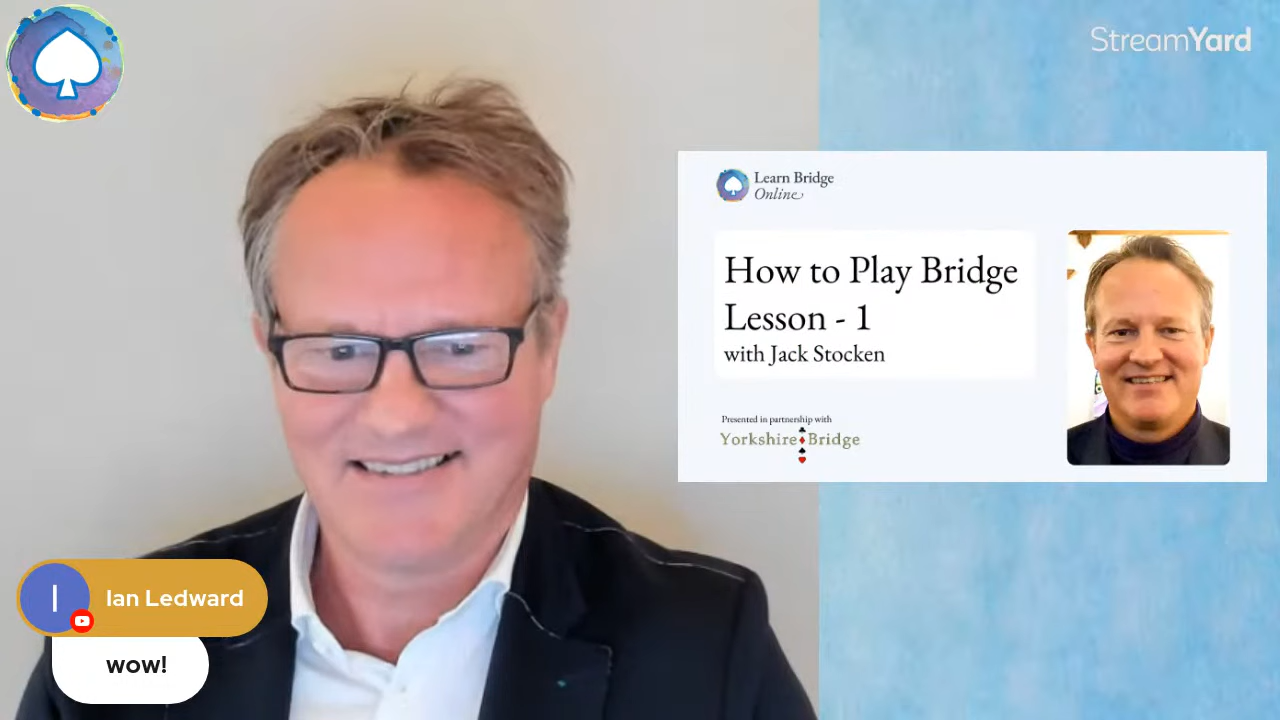 StreamYard
Learn Bridge
Online
How to Play Bridge
Lesson - 1
with Jack Stocken
Presented in partnership with
Yorkshire Bridge
I
Ian Ledward
wow!